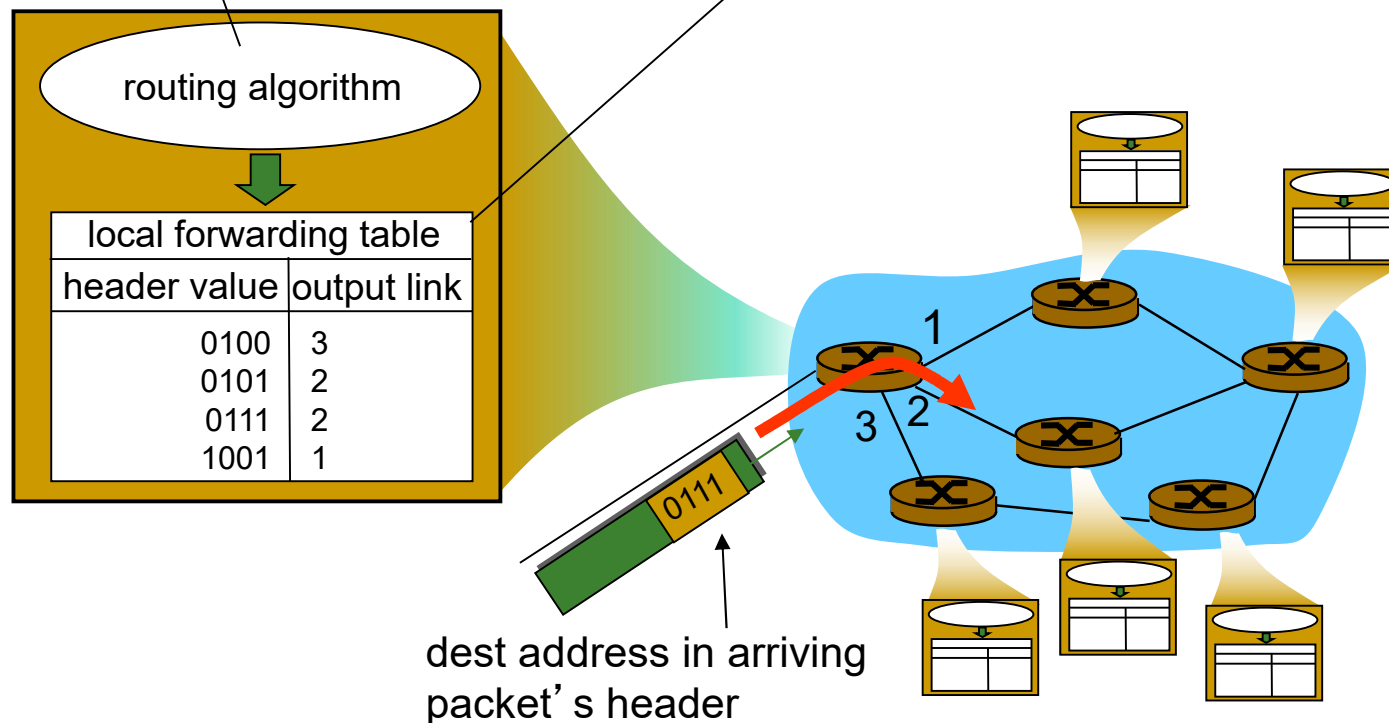 routing algorithm
local forwarding table
header value output link
0100 3
0101 2
0111 2
1001 1
1
2
3
0111
dest address in arriving
packet’ s header